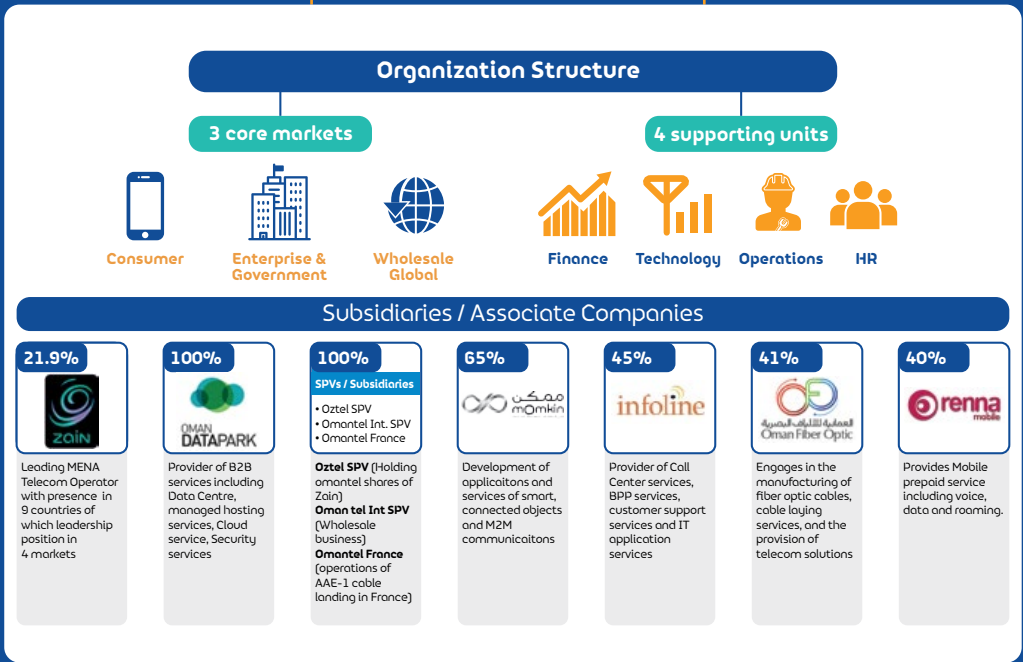 Organization Structure
3 core markets
4 supporting units
Consumer
Enterprise &
Government
Wholesale
Global
Finance
Technology
Operations
HR
Subsidiaries / Associate Companies
21.9%
zain
Leading MENA
Telecom Operator
with presence in
9 countries of
which leadership
position in
4 markets
100%
OMAN
DATAPARK
Provider of B2B
services including
Data Centre,
managed hosting
services, Cloud
service, Security
services
100%
SPVs / Subsidiaries
• Oztel SPV
• Omantel Int. SPV
• Omantel France
Oztel SPV (Holding
omantel shares of
Zain)
Oman tel Int SPV
(Wholesale
business)
Omantel France
(operations of
AAE-1 cable
landing in France)
65%
ممكن
momkin
Development of
applicaitons and
services of smart,
connected objects
and M2M
communicaitons
45%
infoline
Provider of Call
Center services,
BPP services,
customer support
services and IT
application
services
41%
العمانية للألياف البصرية
Oman Fiber Optic
Engages in the
manufacturing of
fiber optic cables,
cable laying
services, and the
provision of
telecom solutions
40%
renna
mobile
Provides Mobile
prepaid service
including voice,
data and roaming.